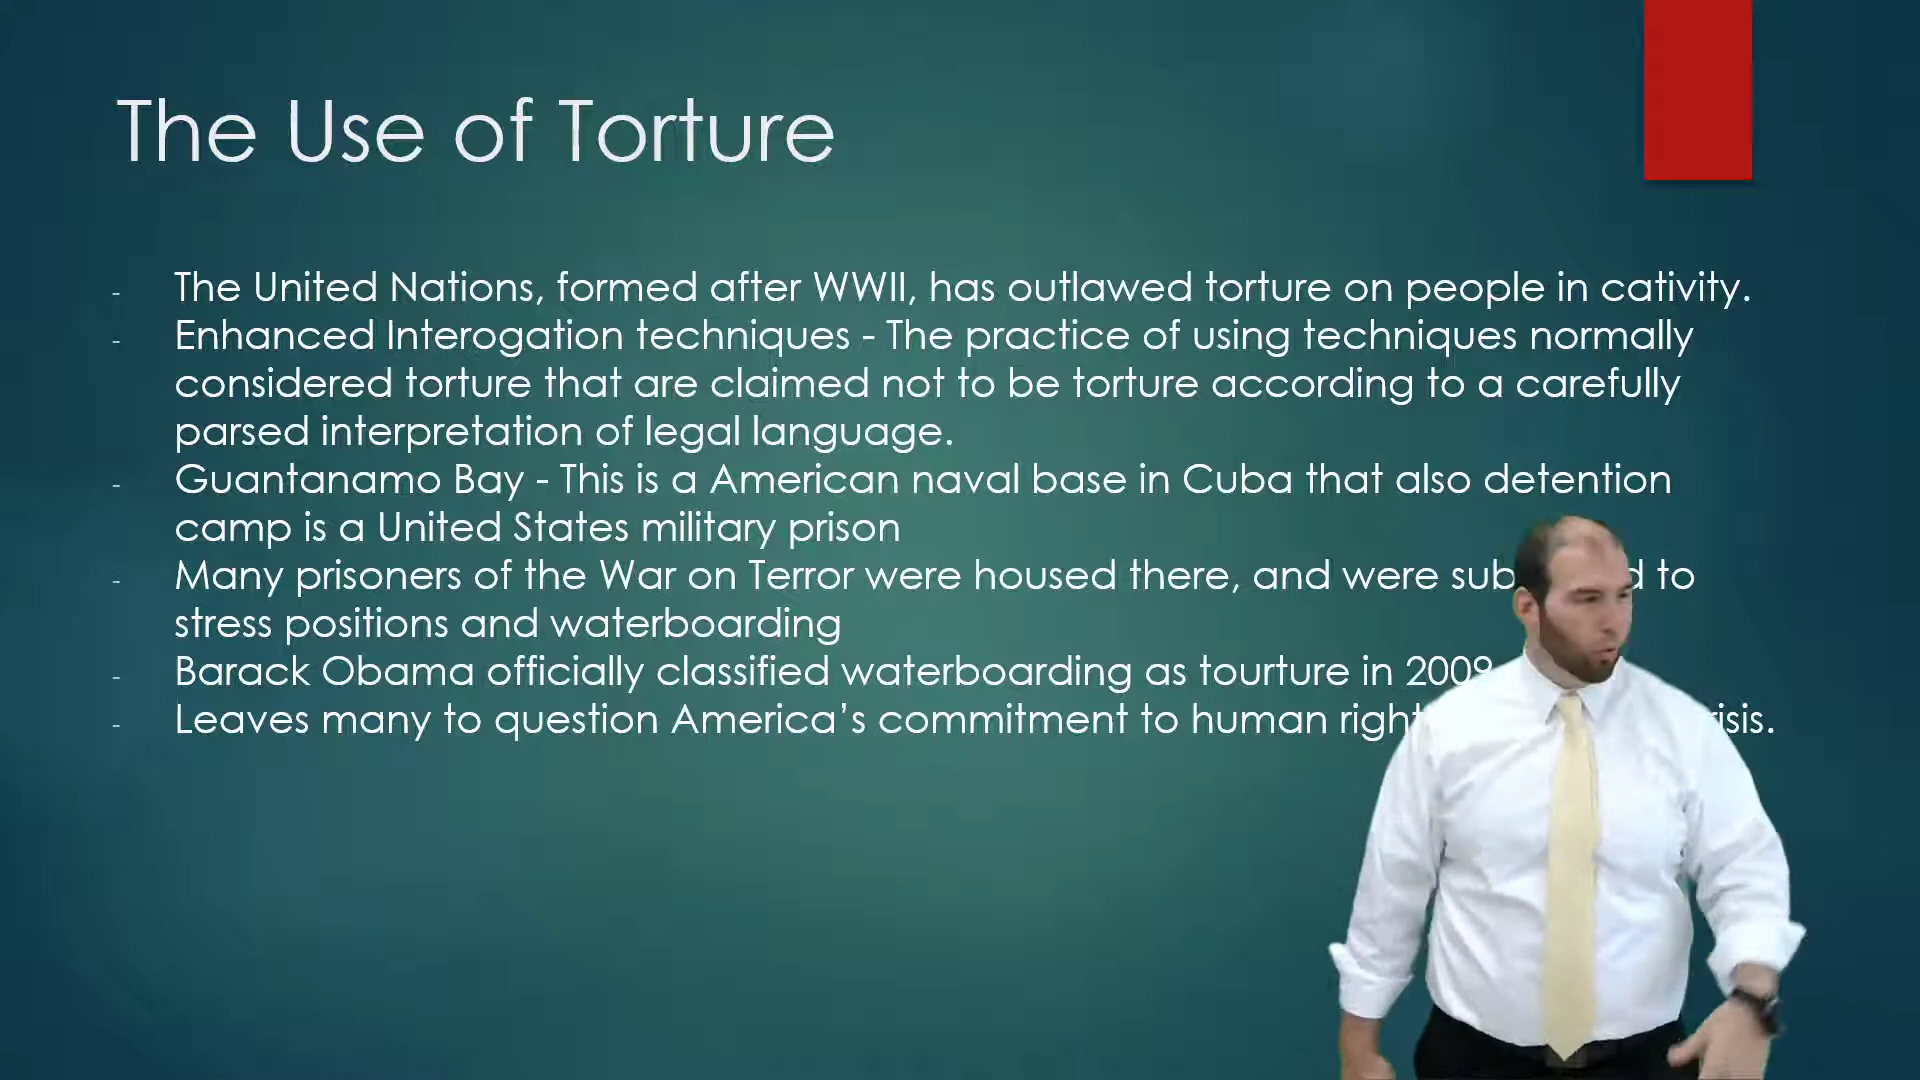 The Use of Torture
- The United Nations, formed after WWII, has outlawed torture on people in cativity.
- Enhanced Interogation techniques - The practice of using techniques normally
considered torture that are claimed not to be torture according to a carefully
parsed interpretation of legal language.
- Guantanamo Bay - This is a American naval base in Cuba that also detention
camp is a United States military prison
- Many prisoners of the War on Terror were housed there, and were to
stress positions and waterboarding
- Barack Obama officially classified waterboarding as tourture in 2009
- Leaves many to question America's commitment to human